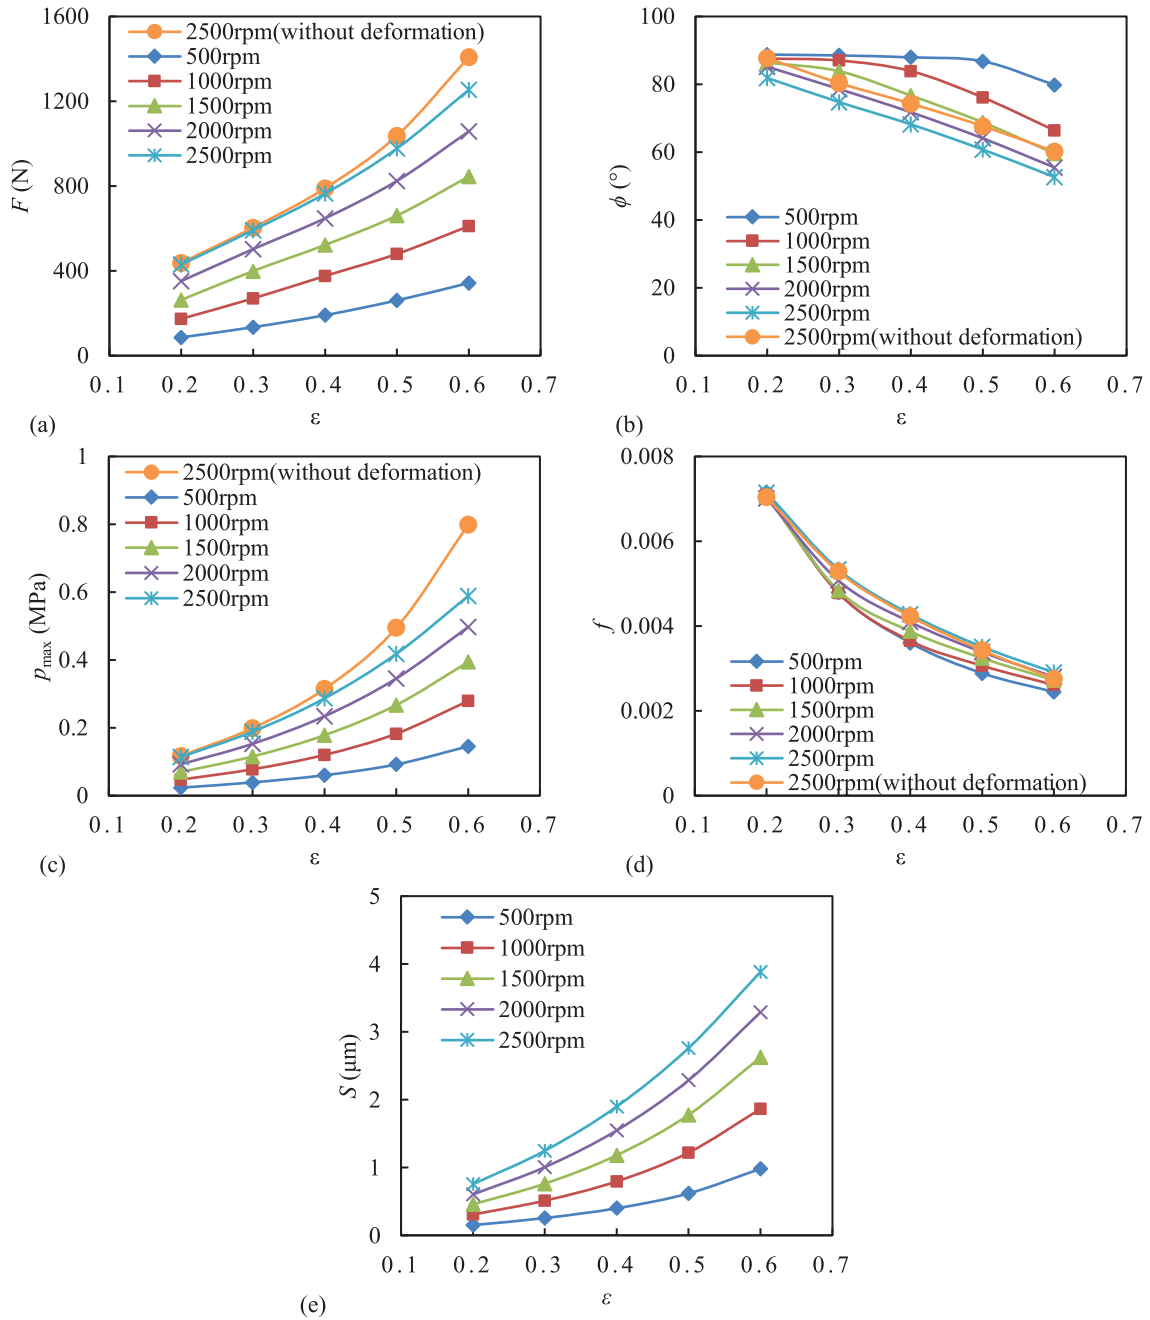 1600
1200
800
400
0
F (N)
2500rpm(without deformation)
500rpm
1000rpm
1500rpm
2000rpm
2500rpm
0.1 0.2 0.3 0.4 0.5 0.6 0.7
ε
(a)
100
80
60
40
20
0
ϕ (°)
500rpm
1000rpm
1500rpm
2000rpm
2500rpm
2500rpm(without deformation)
0.1 0.2 0.3 0.4 0.5 0.6 0.7
ε
(b)
1
0.8
0.6
0.4
0.2
0
pmax (MPa)
2500rpm(without deformation)
500rpm
1000rpm
1500rpm
2000rpm
2500rpm
0.1 0.2 0.3 0.4 0.5 0.6 0.7
ε
(c)
0.008
0.006
0.004
0.002
0
f
500rpm
1000rpm
1500rpm
2000rpm
2500rpm
2500rpm(without deformation)
0.1 0.2 0.3 0.4 0.5 0.6 0.7
ε
(d)
5
4
3
2
1
0
S (μm)
500rpm
1000rpm
1500rpm
2000rpm
2500rpm
0.1 0.2 0.3 0.4 0.5 0.6 0.7
ε
(e)